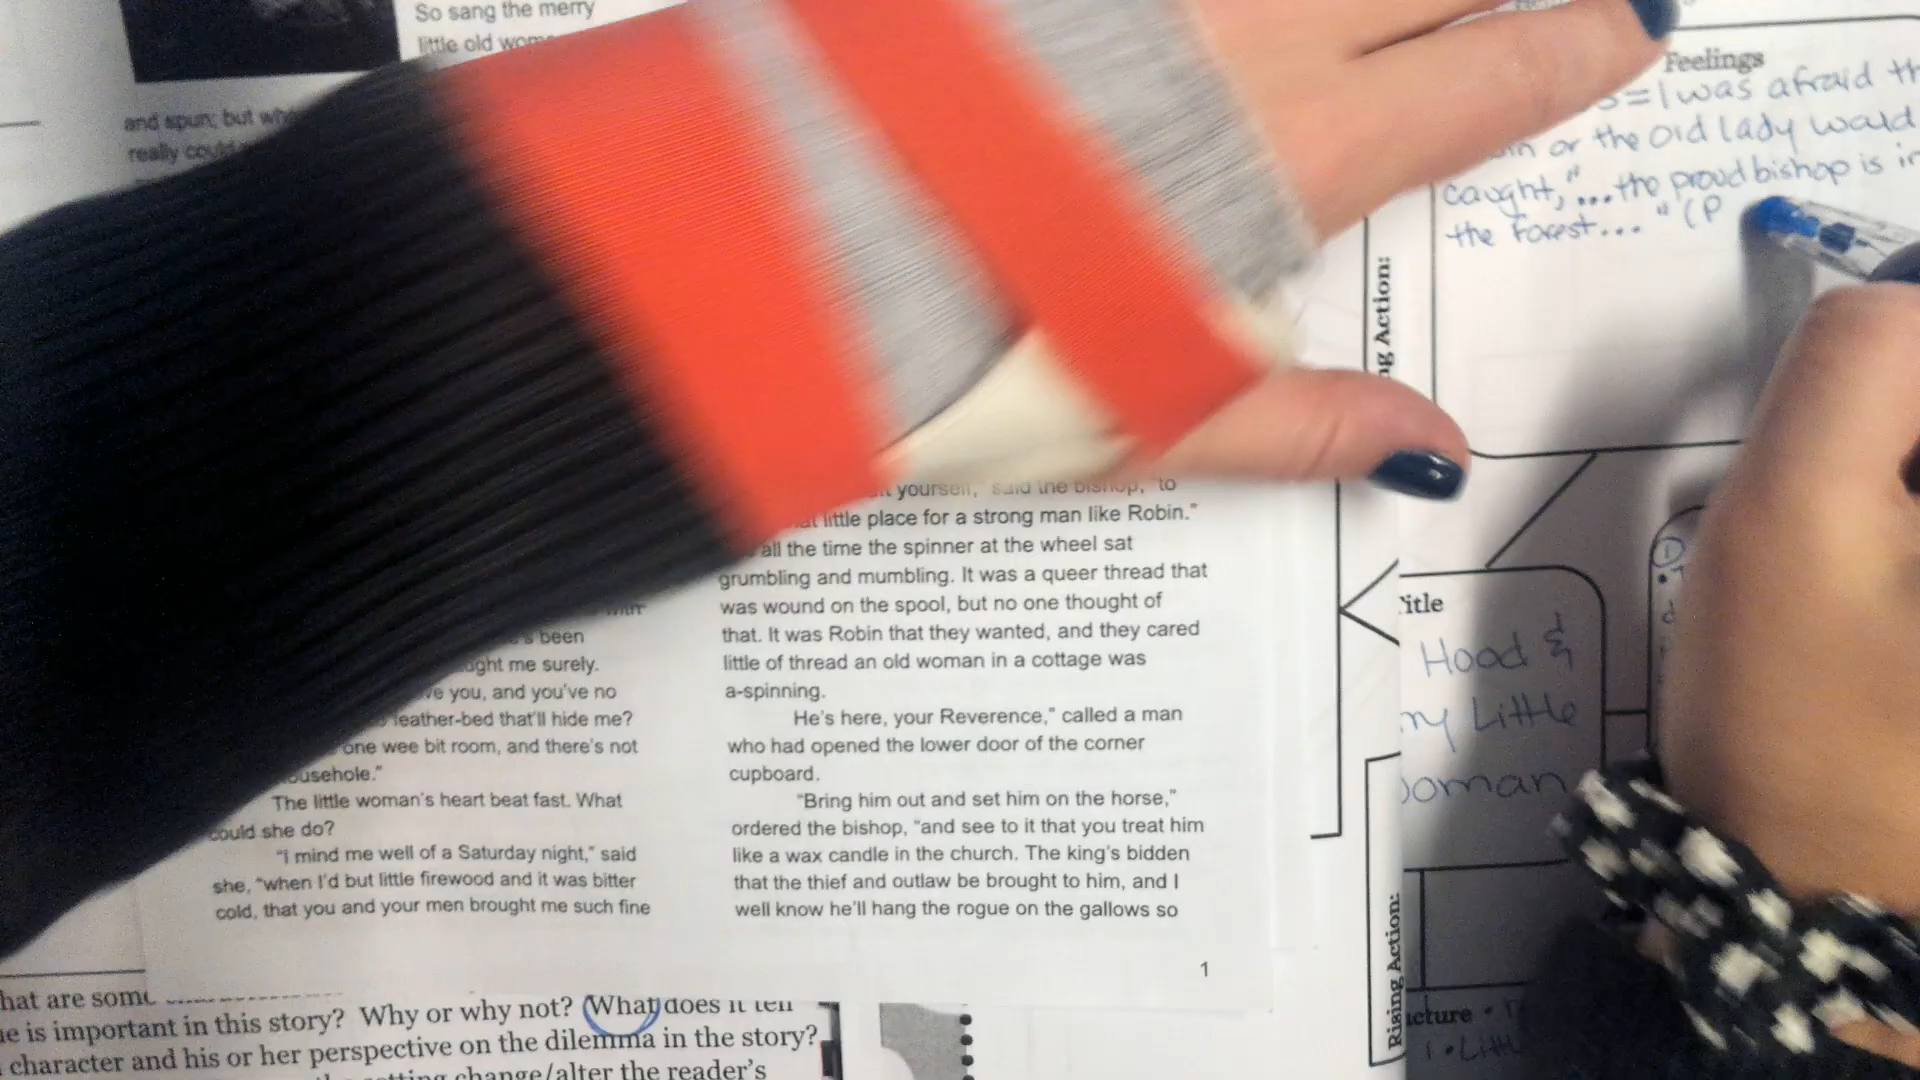 So sang the merry
little old
and spun; but
really could
yourself," said the bishop, "to
little place for a strong man like Robin."
all the time the spinner at the wheel sat
grumbling and mumbling. It was a queer thread that
was wound on the spool, but no one thought of
that. It was Robin that they wanted, and they cared
little of thread an old woman in a cottage was
a-spinning.
He's here, your Reverence," called a man
who had opened the lower door of the corner
cupboard.
"Bring him out and set him on the horse,"
ordered the bishop, "and see to it that you treat him
like a wax candle in the church. The king's bidden
that the thief and outlaw be brought to him, and I
well know he'll hang the rogue on the gallows so
1
been
me surely.
you, and you've no
feather-bed that'll hide me?
one wee bit room, and there's not
The little woman's heart beat fast. What
could she do?
"I mind me well of a Saturday night," said
she, "when I'd but little firewood and it was bitter
cold, that you and your men brought me such fine
Feelings
= I was afraid
or the old lady would
caught, "...the proud bishop is in
the forest... " (P
Action:
Hood &
Little
Rising Action:
are
is important in this story? Why or why not? What does it tell
character and his or her perspective on the dilemma in the story?
change/alter the reader's